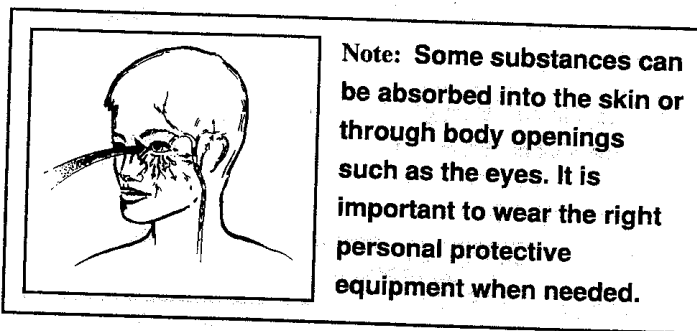 Note: Some substances can
be absorbed into the skin or
through body openings
such as the eyes. It is
important to wear the right
personal protective
equipment when needed.